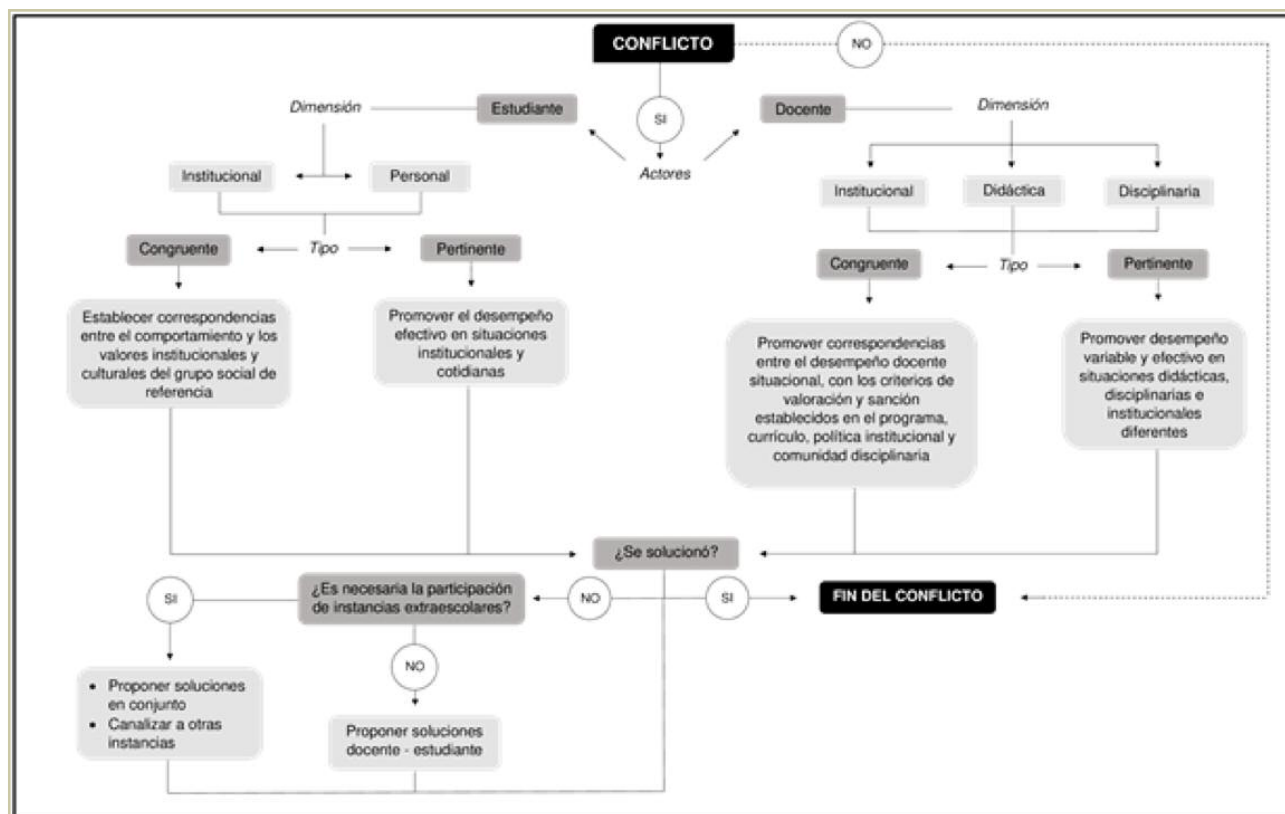 CONFLICTO
NO
SI
Dimensión
Estudiante
Docente
Dimensión
Actores
Institucional
Personal
Institucional
Didáctica
Disciplinaria
Congruente
Tipo
Pertinente
Congruente
Tipo
Pertinente
Establecer correspondencias
entre el comportamiento y los
valores institucionales y
culturales del grupo social de
referencia
Promover el desempeño
efectivo en situaciones
institucionales y
cotidianas
Promover correspondencias
entre el desempeño docente
situacional, con los criterios de
valoración y sanción
establecidos en el programa,
currículo, política institucional y
comunidad disciplinaria
Promover desempeño
variable y efectivo en
situaciones didácticas,
disciplinarias e
institucionales
diferentes
¿Se solucionó?
SI
¿Es necesaria la participación
de instancias extraescolares?
NO
SI
FIN DEL CONFLICTO
NO
• Proponer soluciones
en conjunto
• Canalizar a otras
instancias
Proponer soluciones
docente - estudiante